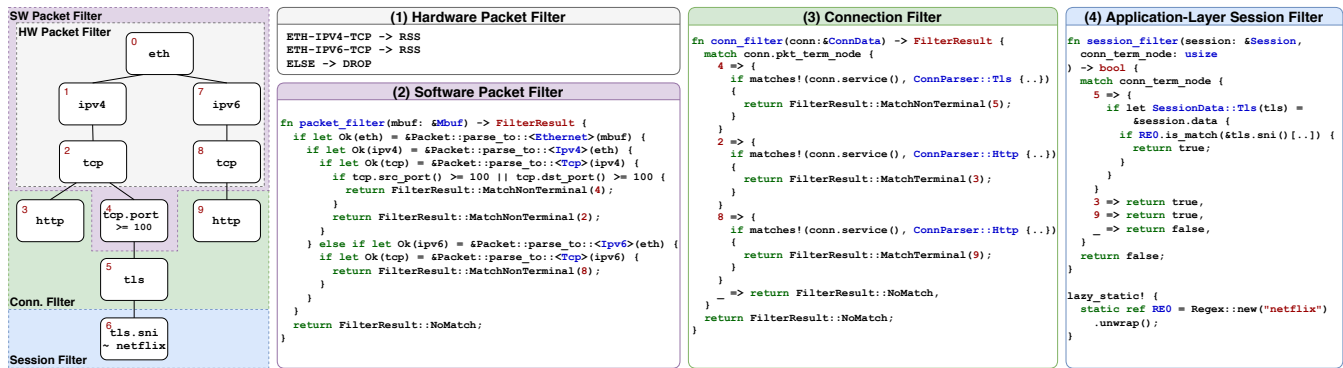 SW Packet Filter
HW Packet Filter
0
eth
1
ipv4
7
ipv6
2
tcp
8
tcp
3
http
4
tcp.port
>= 100
9
http
5
tls
Conn. FIlter
6
tls.sni
~ netflix
Session Filter
(1) Hardware Packet Filter
ETH-IPV4-TCP -> RSS
ETH-IPV6-TCP -> RSS
ELSE -> DROP
(2) Software Packet Filter
fn packet_filter(mbuf: &Mbuf) -> FilterResult {
if let Ok(eth) = &Packet::parse_to::<Ethernet>(mbuf) {
if let Ok(ipv4) = &Packet::parse_to::<Ipv4>(eth) {
if let Ok(tcp) = &Packet::parse_to::<Tcp>(ipv4) {
if tcp.src_port() >= 100 || tcp.dst_port() >= 100 {
return FilterResult::MatchNonTerminal(4);
}
return FilterResult::MatchNonTerminal(2);
}
} else if let Ok(ipv6) = &Packet::parse_to::<Ipv6>(eth) {
if let Ok(tcp) = &Packet::parse_to::<Tcp>(ipv6) {
return FilterResult::MatchNonTerminal(8);
}
}
}
return FilterResult::NoMatch;
}
(3) Connection Filter
fn conn_filter(conn:&ConnData) -> FilterResult {
match conn.pkt_term_node {
4 => {
if matches!(conn.service(), ConnParser::Tls {..})
{
return FilterResult::MatchNonTerminal(5);
}
}
2 => {
if matches!(conn.service(), ConnParser::Http {..})
{
return FilterResult::MatchTerminal(3);
}
}
8 => {
if matches!(conn.service(), ConnParser::Http {..})
{
return FilterResult::MatchTerminal(9);
}
}
_ => return FilterResult::NoMatch,
}
return FilterResult::NoMatch;
}
(4) Application-Layer Session Filter
fn session_filter(session: &Session,
conn_term_node: usize
) -> bool {
match conn_term_node {
5 => {
if let SessionData::Tls(tls) =
&session.data {
if RE0.is_match(&tls.sni()[..]) {
return true;
}
}
}
3 => return true,
9 => return true,
_ => return false,
}
return false;
}
lazy_static! {
static ref RE0 = Regex::new("netflix")
.unwrap();
}